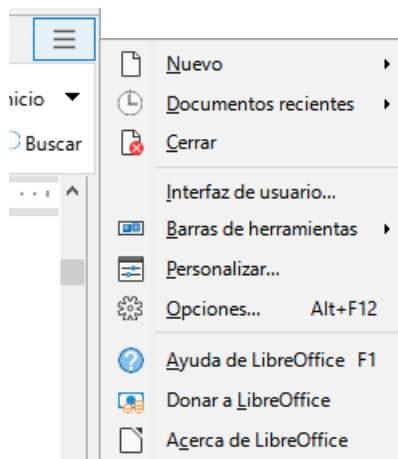 Nuevo
nicio
Documentos recientes
Buscar
Cerrar
Interfaz de usuario...
Barras de herramientas
Personalizar...
Opciones... Alt+F12
Ayuda de LibreOffice F1
Donar a LibreOffice
Acerca de LibreOffice